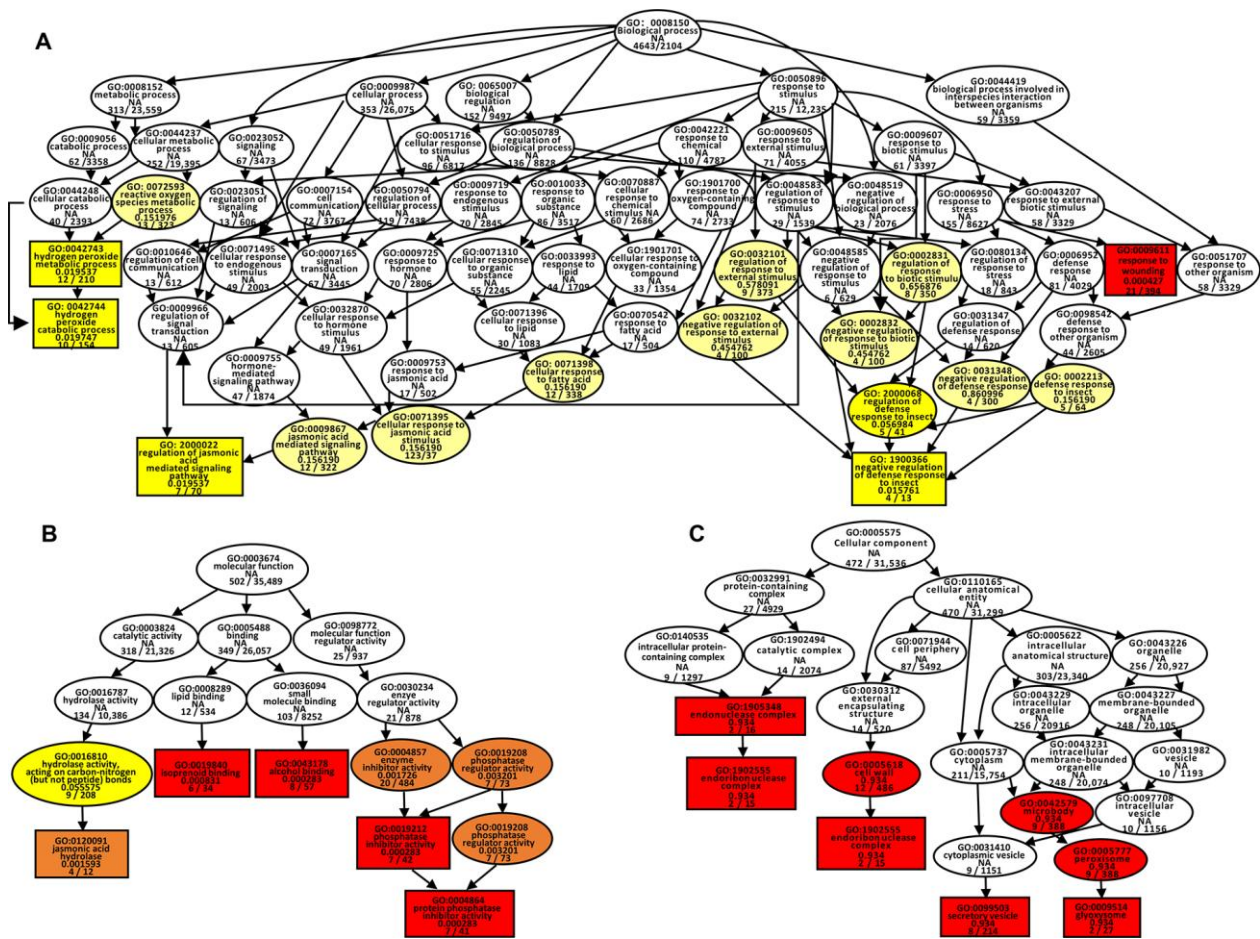 A
GO: 0008150
Biological process
NA
4643/2104
GO:0008152
metabolic process
NA
313 / 23,559
GO:0009987
cellular process
NA
353 /26,075
GO: 0065007
biological
regulation
NA
152 / 9497
GO:0050896
response to
stimulus
NA
215 / 12,235
GO:0044419
biological process involved in
interspecies interaction
between organisms
NA
59 / 3359
GO:0009056
catabolic process
NA
62 /3358
GO:0044237
cellular metabolic
process
NA
252 /19,395
GO:0023052
signaling
NA
67 /3473
GO:0051716
cellular response
to stimulus
NA
96 / 6817
GO:0050789
regulation of
biological process
NA
136 / 8828
GO:0042221
response to
chemical
NA
110 / 4787
GO:0009605
response to
external stimulus
NA
71 / 4055
GO:0009607
response to
biotic stimulus
NA
61 / 3397
GO:0044248
cellular catabolic
process
NA
40 / 2393
GO: 0072593
reactive oxygen
species metabolic process
0.151976
13 / 323
GO:0023051
regulation of
signaling
NA
13 / 606
GO:0007154
cell
communication
NA
72 / 3767
GO:0050794
regulation of
cellular process
NA
119 / 7438
GO:0009719
response to
endogenous
stimulus
NA
70 / 2845
GO:0010033
response to
organic
substance
NA
86 / 3517
GO:0070887
cellular
response to
chemical stimulus
NA
60 / 2686
GO:1901700
response to
oxygen-containing
compound
NA
74 / 2733
GO:0048583
regulation of
response to
stimulus
NA
29 / 1539
GO:0048519
negative
regulation of
biological process
NA
23 / 2076
GO:0006950
response to
stress
NA
155 / 8627
GO:0043207
response to external
biotic stimulus
NA
58 / 3329
GO:0042743
hydrogen peroxide
metabolic process
0.019537
12 / 210
GO:0010646
regulation of cell
communication
NA
13 / 612
GO:0071495
cellular response to
endogenous stimulus
NA
49 / 2003
GO:0007165
signal
transduction
NA
67 / 3445
GO:0009725
response to
hormone
NA
70 / 2806
GO:0071310
cellular response to
organic
substance
NA
55 /2245
GO:0033993
response to
lipid
NA
44 / 1709
GO:1901701
cellular response to
oxygen-containing
compound
NA
33 / 1354
GO:0032101
regulation of
response to
external stimulus
0.578091
9 / 373
GO:0048585
negative
regulation of
response to
stimulus
NA
6 / 629
GO:0002831
regulation of
response to
biotic stimulu
0.656876
8 / 350
GO:0080134
regulation of
response to
stress
NA
18 / 843
GO:0006952
defense
response
NA
81 / 4029
GO:0009611
response to
wounding
0.000427
21 / 394
GO:0051707
response to
other organism
NA
58 / 3329
GO:0042744
hydrogen
peroxide
catabolic process
0.019747
10 / 154
GO:0009966
regulation
of signal
transduction
NA
13 / 605
GO:0032870
cellular response
to hormone
stimulus
NA
49 / 1961
GO:0071396
cellular response
to lipid
NA
30 / 1083
GO:0070542
response to
fatty acid
NA
17 / 504
GO:0032102
negative regulation of
response to external
stimulus
0.454762
4 / 100
GO:0002832
negative regulation
of response to biotic
stimulus
0.454762
4 / 100
GO:0031347
regulation of
defense response
NA
14 / 620
GO:0098542
defense
response to
other organism
NA
44 / 2605
GO:0009755
hormone-
mediated
signaling pathway
NA
47 / 1874
GO:0009753
response to
jasmonic acid
NA
17 / 502
GO:0071398
cellular response
to fatty acid
0.156190
12 / 338
GO:0031348
negative regulation
of defense response
0.860996
4 / 300
GO: 0002213
defense response
to insect
0.156190
5 / 64
GO: 2000068
regulation of
defense
response to insect
0.056984
5 / 41
GO: 2000022
regulation of jasmonic
acid
mediated signaling
pathway
0.019537
7 / 70
GO:0009867
jasmonic acid
mediated signaling
pathway
0.156190
12 / 322
GO:0071395
cellular response to
jasmonic acid
stimulus
0.156190
123/37
GO: 1900366
negative regulation
of defense response
to insect
0.015761
4 / 13
B
GO:0003674
molecular function
NA
502 / 35,489
GO:0003824
catalytic activity
NA
318 / 21,326
GO:0005488
binding
NA
349 / 26,057
GO:0098772
molecular function
regulator activity
NA
25 / 937
GO:0016787
hydrolase activity
NA
134 / 10,386
GO:0008289
lipid binding
NA
12 / 534
GO:0036094
small
molecule binding
NA
103 / 8252
GO:0030234
enzye
regulator activity
NA
21 / 878
GO:0016810
hydrolase activity,
acting on carbon-nitrogen
(but not peptide) bonds
0.055575
9 / 208
GO:0019840
isoprenoid binding
0.000831
6 / 34
GO:0043178
alcohol binding
0.000283
8 / 57
GO:0004857
enzyme
inhibitor activity
0.001726
20 / 484
GO:0019208
phosphatase
regulator activity
0.003201
7 / 73
GO:0120091
jasmonic acid
hydrolase
0.001593
4 / 12
GO:0019212
phosphatase
inhibitor activity
0.000283
7 / 42
GO:0019208
phosphatase
regulator activity
0.003201
7 / 73
GO:0004864
protein phosphatase
inhibitor activity
0.000283
7 / 41
C
GO:0005575
Cellular component
NA
472 / 31,536
GO:0032991
protein-containing
complex
NA
27 / 4929
GO:0110165
cellular anatomical
entity
NA
470 / 31,299
GO:0140535
intracellular protein-
containing complex
NA
9 / 1297
GO:1902494
catalytic complex
NA
14 / 2074
GO:0071944
cell periphery
NA
87 / 5492
GO:0005622
intracellular
anatomical structure
NA
303/23,340
GO:0043226
organelle
NA
256 / 20,927
GO:1905348
endonuclease complex
0.934
2 / 16
GO:0030312
external
encapsulating
structure
NA
14 / 520
GO:0043229
intracellular
organelle
NA
256 / 20916
GO:0043227
membrane-bounded
organelle
NA
248 / 20,105
GO:1902555
endoribonuclease
complex
0.934
2 / 15
GO:0005618
cell wall
0.934
12 / 486
GO:0005737
cytoplasm
NA
211/15,754
GO:0043231
intracellular
membrane-bounded
organelle
NA
248 / 20,074
GO:0031982
vesicle
NA
10 / 1193
GO:0042579
microbody
0.934
9 / 388
GO:0097708
intracellular
vesicle
NA
10 / 1156
GO:1902555
endoribonuclease
complex
0.934
2 / 15
GO:0031410
cytoplasmic vesicle
NA
9 / 1151
GO:0005777
peroxisome
0.934
9 / 388
GO:0099503
secretory vesicle
0.934
8 / 214
GO:0009514
glyoxysome
0.934
2 / 27